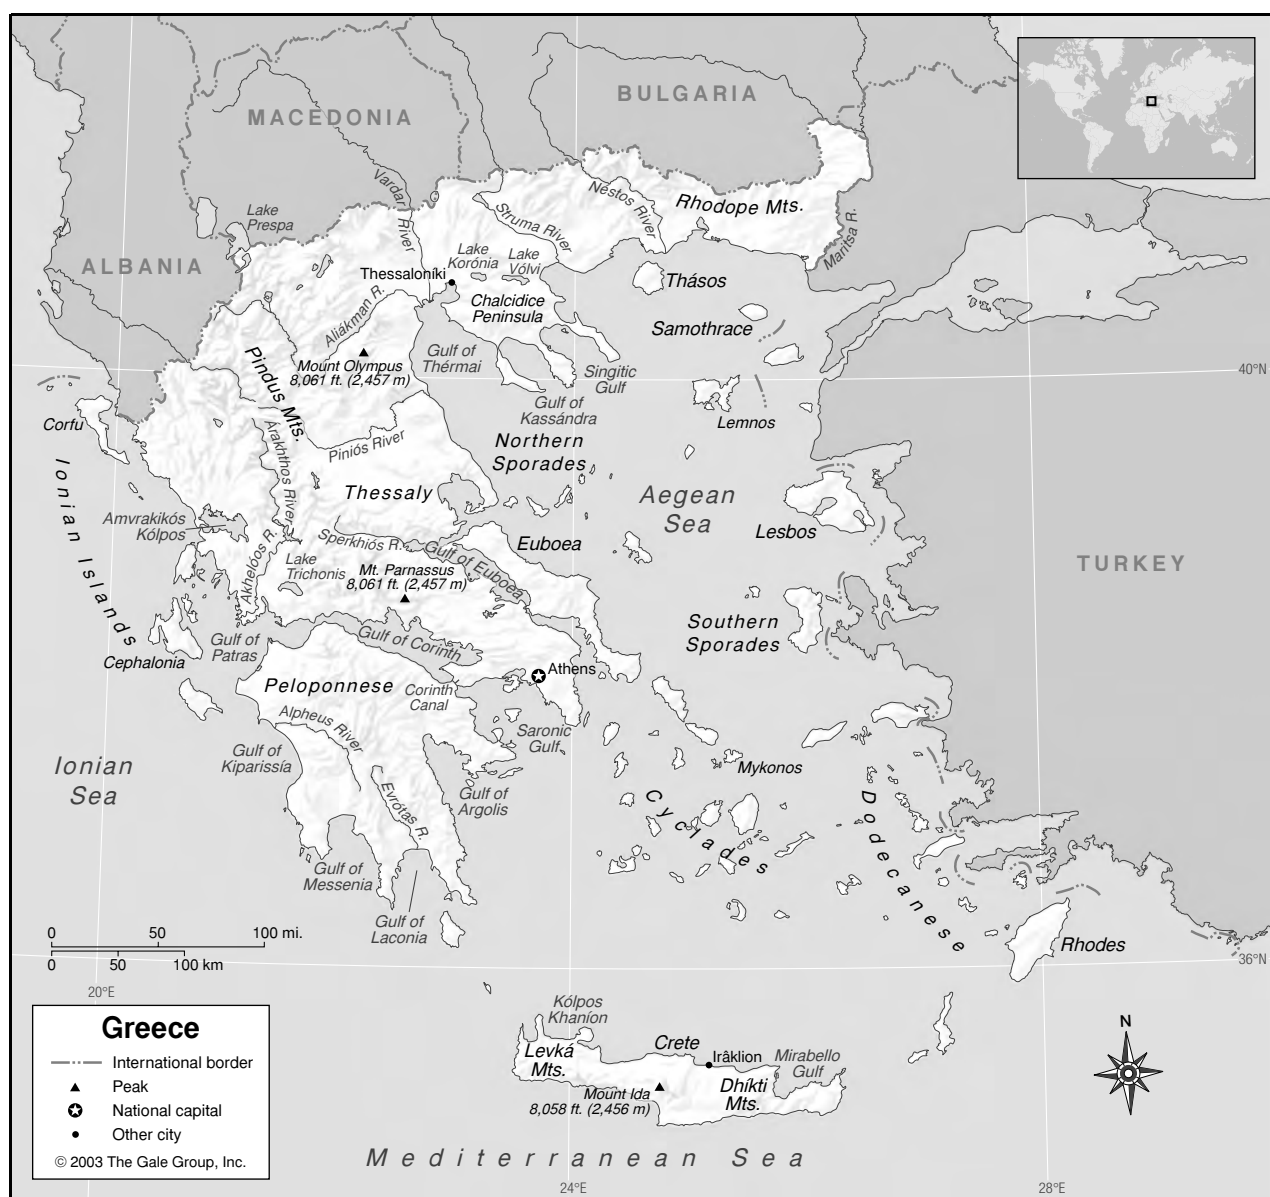 BULGARIA
MACEDONIA
ALBANIA
TURKEY
Vardar River
Struma River
Néstos River
Rhodope Mts.
Maritsa R.
Lake
Prespa
Lake
Korónia
Lake
Vólvi
Thessaloníki
Thásos
Chalcidice
Peninsula
Samothrace
Aliákman R.
Mount Olympus
8,061 ft. (2,457 m)
Gulf of
Thérmai
Singitic
Gulf
Gulf of
Kassándra
40°N
Pindus Mts.
Corfu
Lemnos
Northern
Sporades
Piniós River
Árakhthos River
Thessaly
Aegean
Sea
Lesbos
Ionian Islands
Amvrakikós
Kólpos
Sperkhiós R.
Gulf of Euboea
Euboea
Akhelóos R.
Lake
Trichonis
Mt. Parnassus
8,061 ft. (2,457 m)
Southern
Sporades
Gulf of
Patras
Gulf of Corinth
Cephalonia
Athens
Peloponnese
Corinth
Canal
Alpheus River
Saronic
Gulf
Gulf of
Kiparissía
Ionian
Sea
Mykonos
Gulf of
Argolis
Evrótas R.
Cyclades
Dodecanese
Gulf of
Messenia
Gulf of
Laconia
Rhodes
0 50 100 mi.
0 50 100 km
36°N
20°E
Kólpos
Khaníon
Levká
Mts.
Crete
Irâklion
Mirabello
Gulf
Mount Ida
8,058 ft. (2,456 m)
Dhíkti
Mts.
N
Mediterranean Sea
24°E
28°E
Greece
International border
Peak
National capital
Other city
© 2003 The Gale Group, Inc.